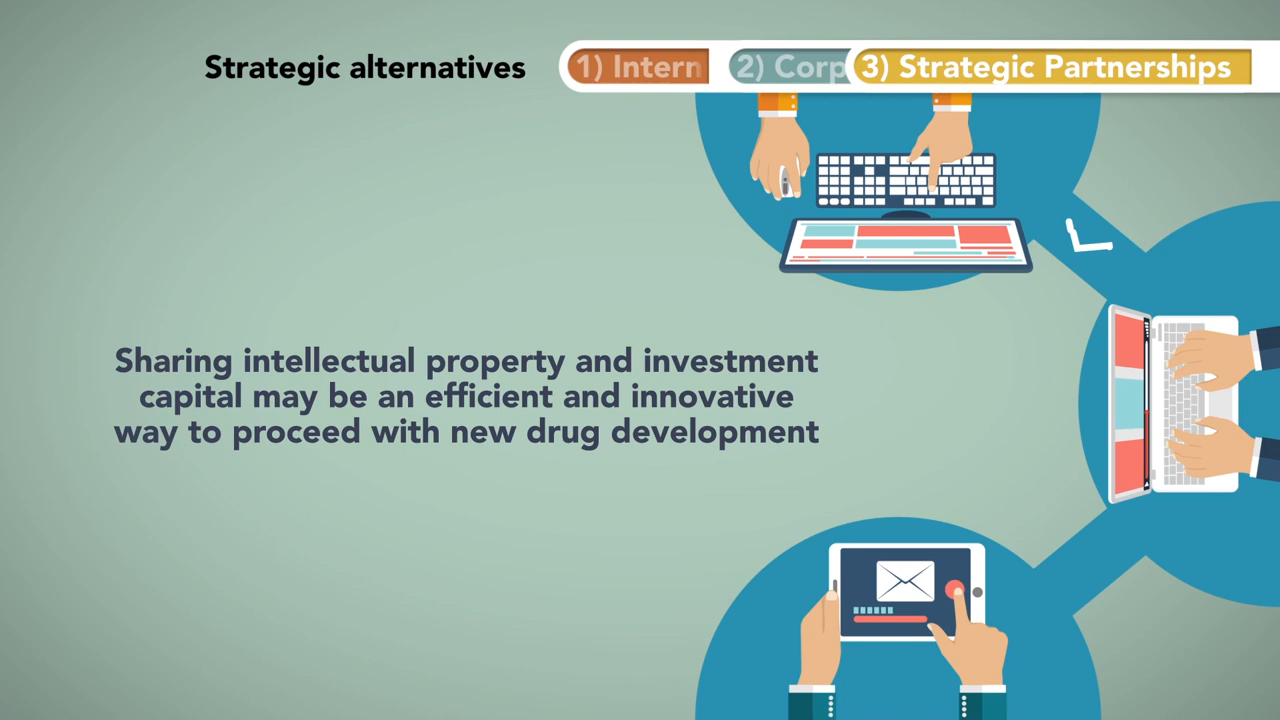 Strategic alternatives
1) Intern
2) Corp
3) Strategic Partnerships
Sharing intellectual property and investment
capital may be an efficient and innovative
way to proceed with new drug development